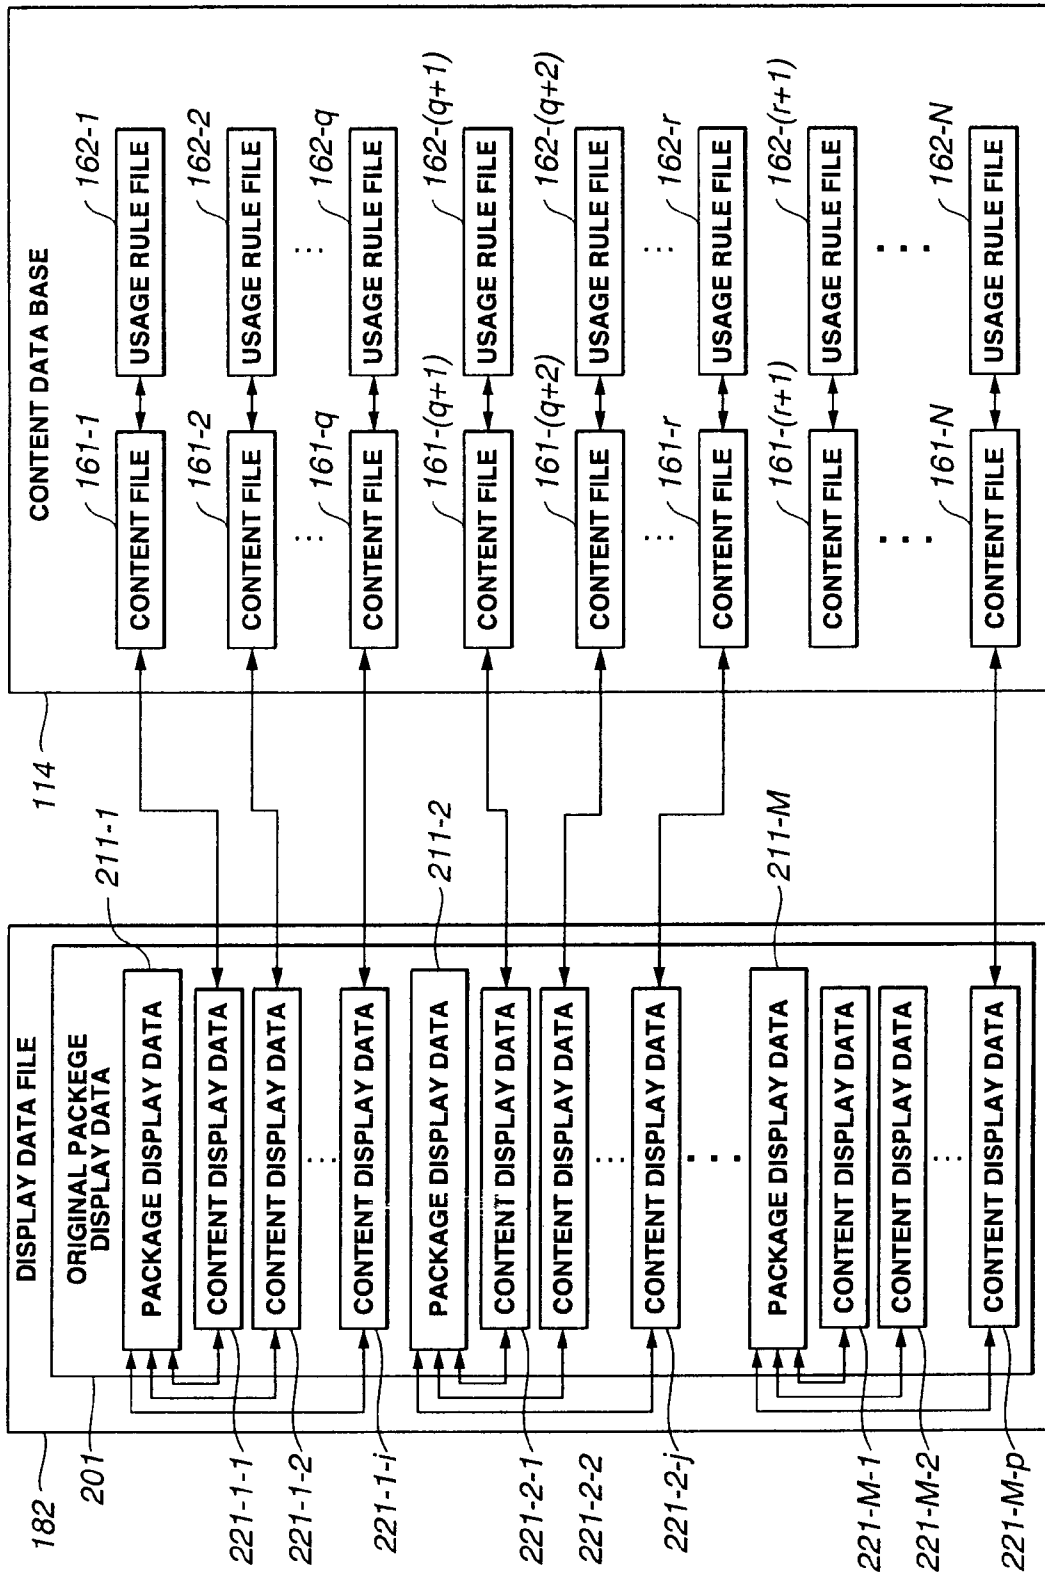 DISPLAY DATA FILE
ORIGINAL PACKEGE
DISPLAY DATA
PACKAGE DISPLAY DATA
CONTENT DISPLAY DATA
CONTENT DISPLAY DATA
...
CONTENT DISPLAY DATA
PACKAGE DISPLAY DATA
CONTENT DISPLAY DATA
CONTENT DISPLAY DATA
...
CONTENT DISPLAY DATA
...
PACKAGE DISPLAY DATA
CONTENT DISPLAY DATA
CONTENT DISPLAY DATA
...
CONTENT DISPLAY DATA
182
201
221-1-1
221-1-2
221-1-i
221-2-1
221-2-2
221-2-j
221-M-1
221-M-2
221-M-p
211-1
211-2
211-M
114
CONTENT DATA BASE
161-1
CONTENT FILE
162-1
USAGE RULE FILE
161-2
CONTENT FILE
162-2
USAGE RULE FILE
... ...
161-q
CONTENT FILE
162-q
USAGE RULE FILE
161-(q+1)
CONTENT FILE
162-(q+1)
USAGE RULE FILE
161-(q+2)
CONTENT FILE
162-(q+2)
USAGE RULE FILE
... ...
161-r
CONTENT FILE
162-r
USAGE RULE FILE
161-(r+1)
CONTENT FILE
162-(r+1)
USAGE RULE FILE
... ...
161-N
CONTENT FILE
162-N
USAGE RULE FILE